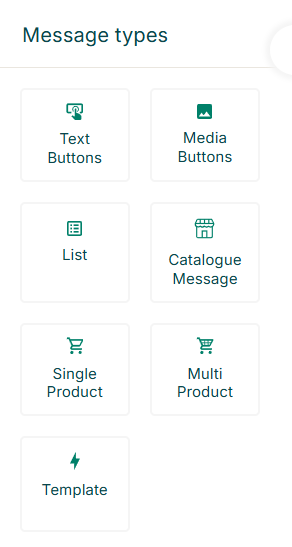 Message types
Text
Buttons
Media
Buttons
List
Catalogue
Message
Single
Product
Multi
Product
Template